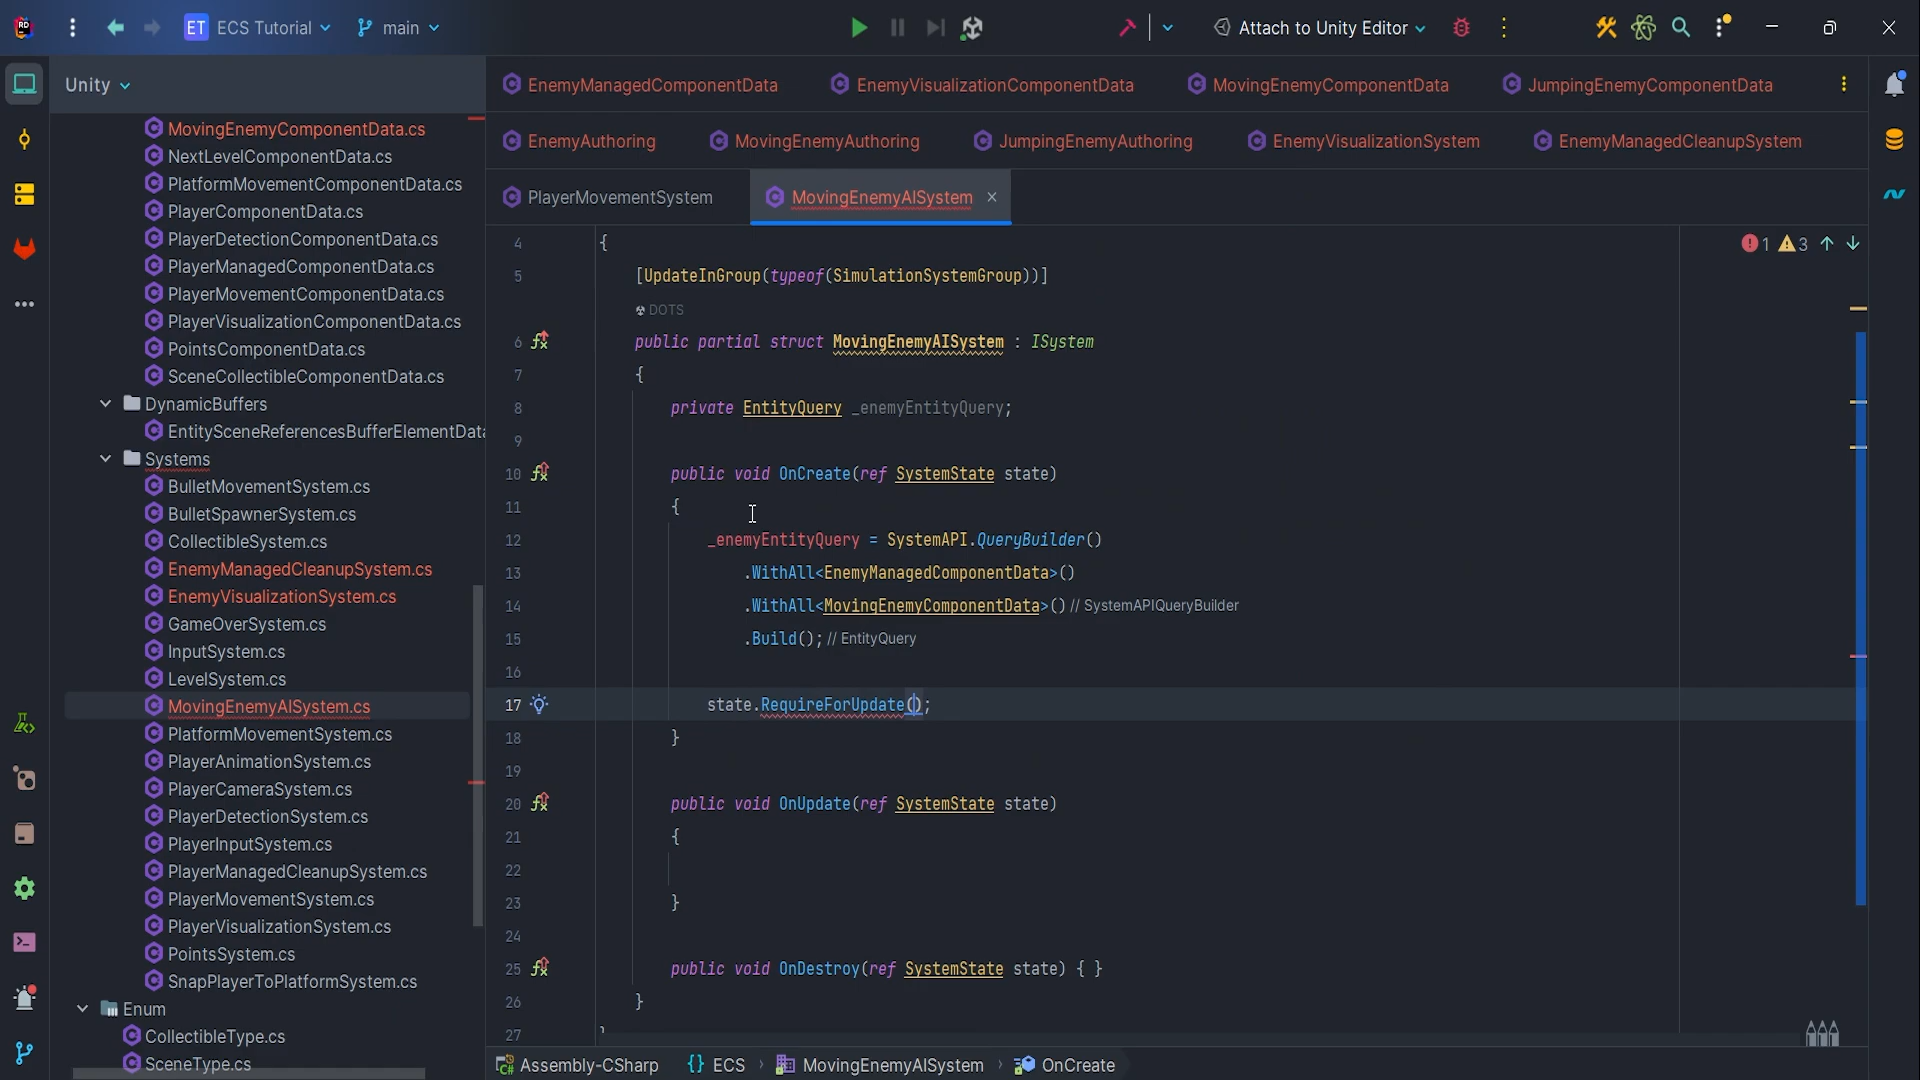 RD
ET ECS Tutorial main
Attach to Unity Editor
Unity
MovingEnemyComponentData.cs
NextLevelComponentData.cs
PlatformMovementComponentData.cs
PlayerComponentData.cs
PlayerDetectionComponentData.cs
PlayerManagedComponentData.cs
PlayerMovementComponentData.cs
PlayerVisualizationComponentData.cs
PointsComponentData.cs
SceneCollectibleComponentData.cs
DynamicBuffers
EntitySceneReferencesBufferElementData
Systems
BulletMovementSystem.cs
BulletSpawnerSystem.cs
CollectibleSystem.cs
EnemyManagedCleanupSystem.cs
EnemyVisualizationSystem.cs
GameOverSystem.cs
InputSystem.cs
LevelSystem.cs
MovingEnemyAISystem.cs
PlatformMovementSystem.cs
PlayerAnimationSystem.cs
PlayerCameraSystem.cs
PlayerDetectionSystem.cs
PlayerInputSystem.cs
PlayerManagedCleanupSystem.cs
PlayerMovementSystem.cs
PlayerVisualizationSystem.cs
PointsSystem.cs
SnapPlayerToPlatformSystem.cs
Enum
CollectibleType.cs
SceneType.cs
EnemyManagedComponentData EnemyVisualizationComponentData MovingEnemyComponentData JumpingEnemyComponentData
EnemyAuthoring MovingEnemyAuthoring JumpingEnemyAuthoring EnemyVisualizationSystem EnemyManagedCleanupSystem
PlayerMovementSystem MovingEnemyAISystem
1 3
4 {
5 [UpdateInGroup(typeof(SimulationSystemGroup))]
DOTS
6 public partial struct MovingEnemyAISystem : ISystem
7 {
8 private EntityQuery _enemyEntityQuery;
9
10 public void OnCreate(ref SystemState state)
11 {
12 _enemyEntityQuery = SystemAPI.QueryBuilder()
13 .WithAll<EnemyManagedComponentData>()
14 .WithAll<MovingEnemyComponentData>() // SystemAPIQueryBuilder
15 .Build(); // EntityQuery
16
17 state.RequireForUpdate();
18 }
19
20 public void OnUpdate(ref SystemState state)
21 {
22
23 }
24
25 public void OnDestroy(ref SystemState state) { }
26 }
27 }
Assembly-CSharp {} ECS MovingEnemyAISystem OnCreate